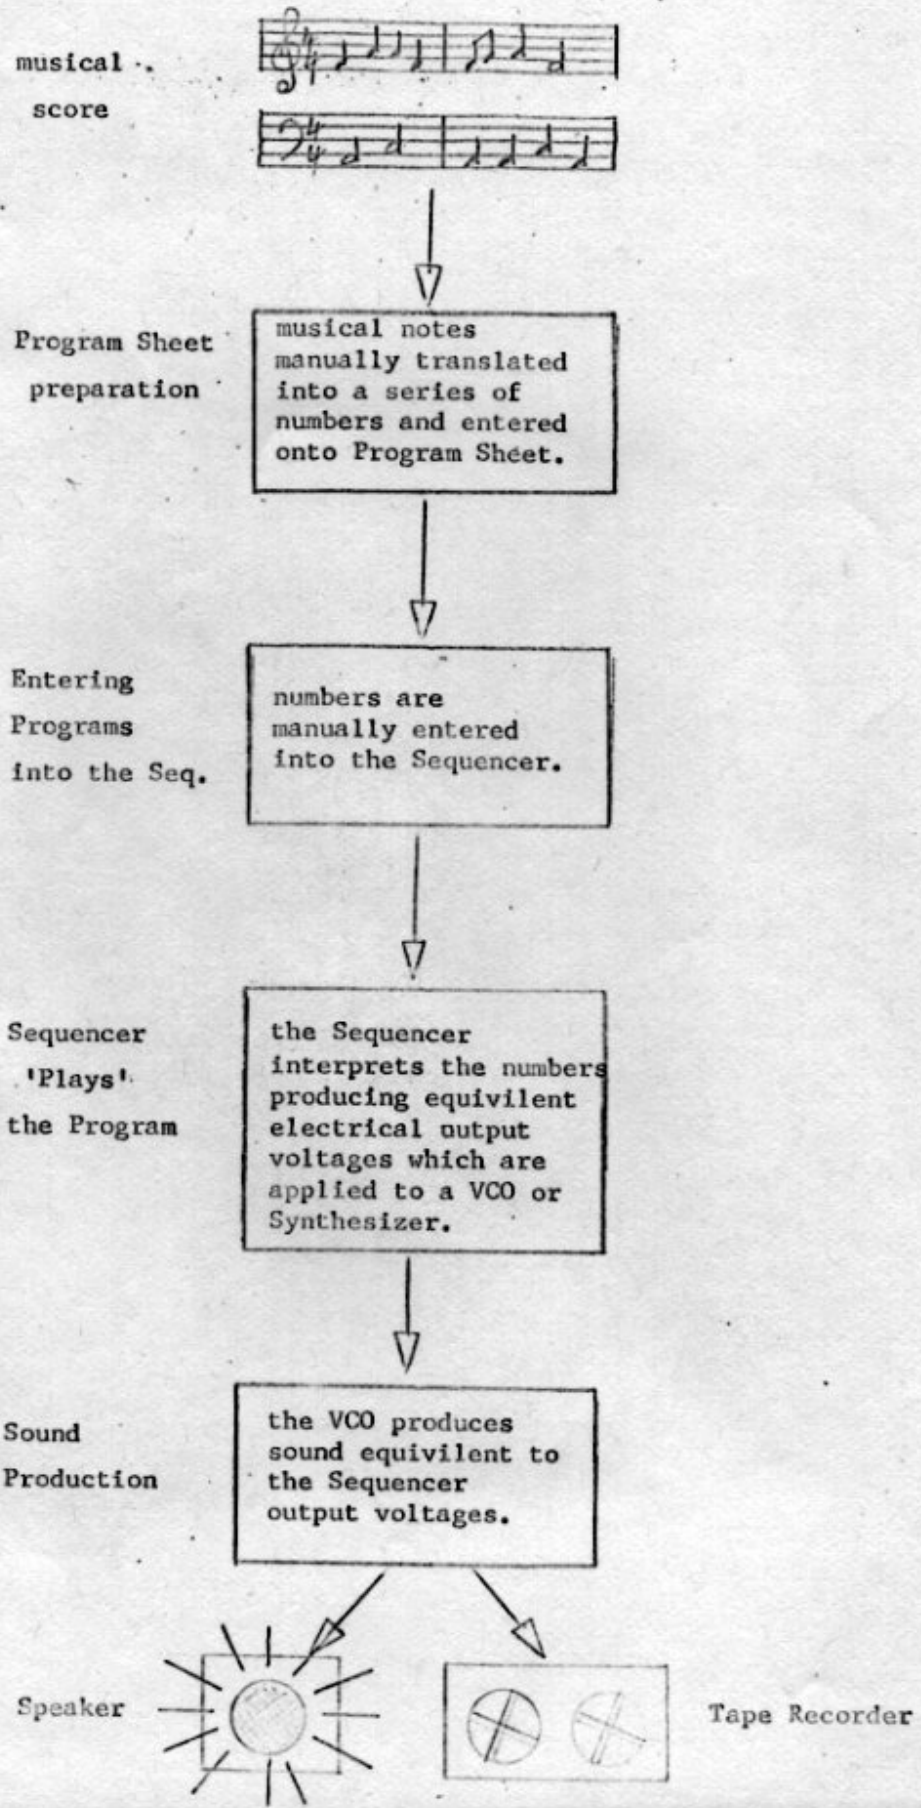 musical
score
Program Sheet
preparation
musical notes
manually translated
into a series of
numbers and entered
onto Program Sheet.
Entering
Programs
into the Seq.
numbers are
manually entered
into the Sequencer.
Sequencer
'Plays'
the Program
the Sequencer
interprets the numbers
producing equivilent
electrical output
voltages which are
applied to a VCO or
Synthesizer.
Sound
Production
the VCO produces
sound equivilent to
the Sequencer
output voltages.
Speaker
Tape Recorder